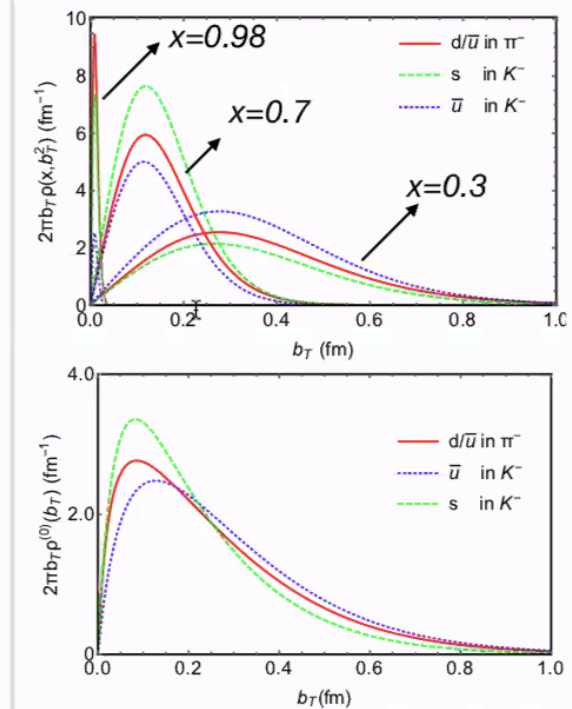 10
8
6
4
2
0
2πb_T ρ(x,b_T^2) (fm⁻¹)
x=0.98
x=0.7
x=0.3
d/u̅ in π⁻
s in K⁻
u̅ in K⁻
0.0 0.2 0.4 0.6 0.8 1.0
b_T (fm)
4.0
2.0
0
2πb_T ρ⁽⁰⁾(b_T) (fm⁻¹)
d/u̅ in π⁻
u̅ in K⁻
s in K⁻
0.0 0.2 0.4 0.6 0.8 1.0
b_T(fm)